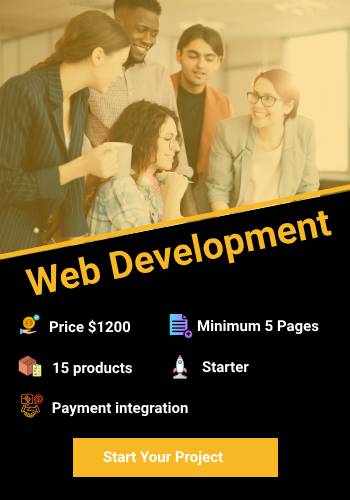 Web Development
Price $1200
Minimum 5 Pages
15 products
Starter
Payment integration
Start Your Project